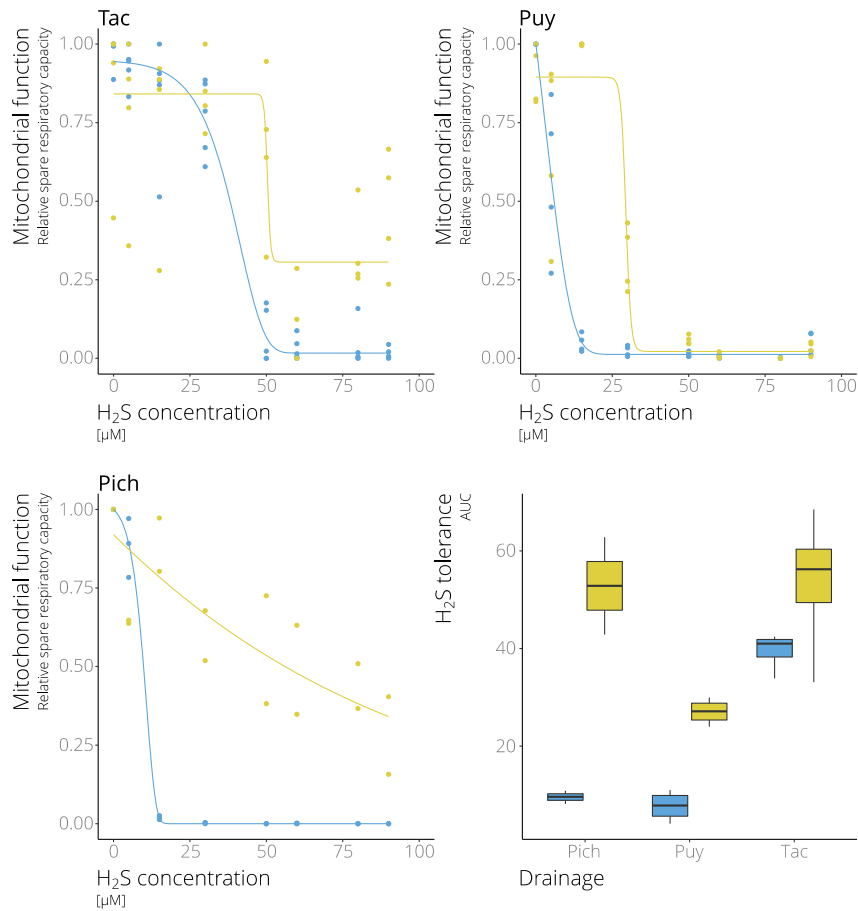 Tac
Mitochondrial function
Relative spare respiratory capacity
1.00
0.75
0.50
0.25
0.00
0
25
50
75
100
H₂S concentration
[µM]
Puy
Mitochondrial function
Relative spare respiratory capacity
1.00
0.75
0.50
0.25
0.00
0
25
50
75
100
H₂S concentration
[µM]
Pich
Mitochondrial function
Relative spare respiratory capacity
1.00
0.75
0.50
0.25
0.00
0
25
50
75
100
H₂S concentration
[µM]
H₂S tolerance
AUC
60
40
20
Pich
Puy
Tac
Drainage